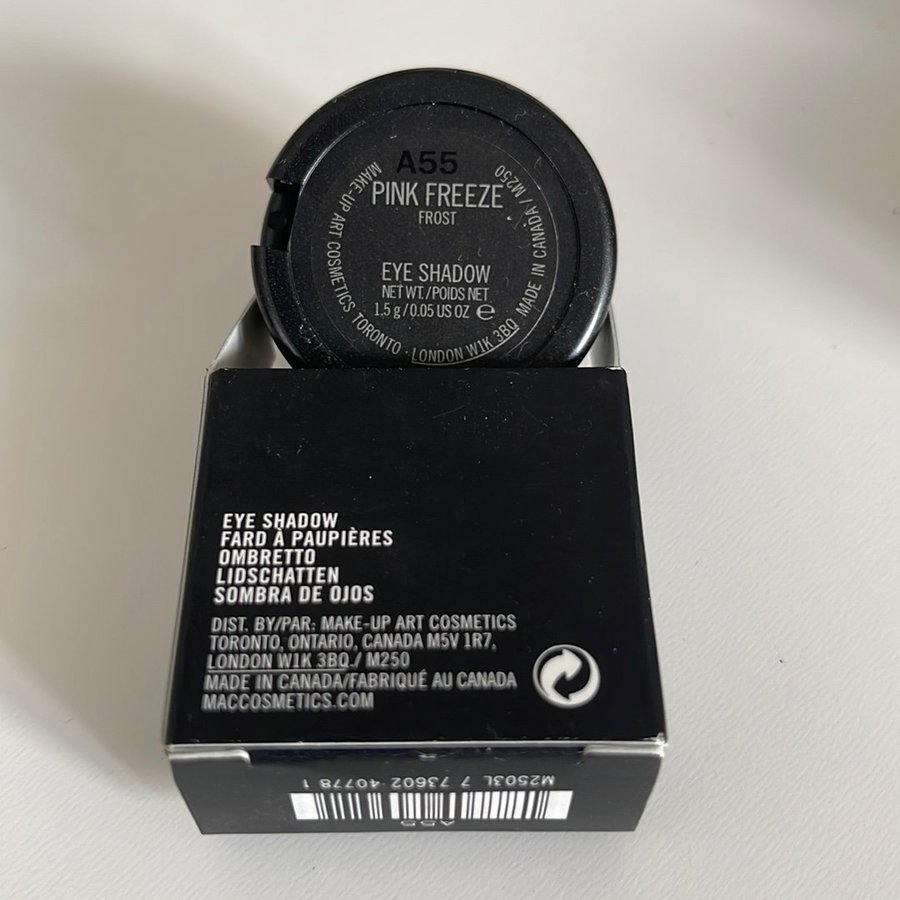 A55
PINK FREEZE
FROST
EYE SHADOW
NET WT./POIDS NET
1.5 g/0.05 US OZ ℮
MAKE-UP ART COSMETICS TORONTO · LONDON W1K 3BQ MADE IN CANADA / M250
EYE SHADOW
FARD À PAUPIÈRES
OMBRETTO
LIDSCHATTEN
SOMBRA DE OJOS
DIST. BY/PAR: MAKE-UP ART COSMETICS
TORONTO, ONTARIO, CANADA M5V 1R7,
LONDON W1K 3BQ / M250
MADE IN CANADA/FABRIQUÉ AU CANADA
MACCOSMETICS.COM
M2503L 7 73602 40778 1
A55